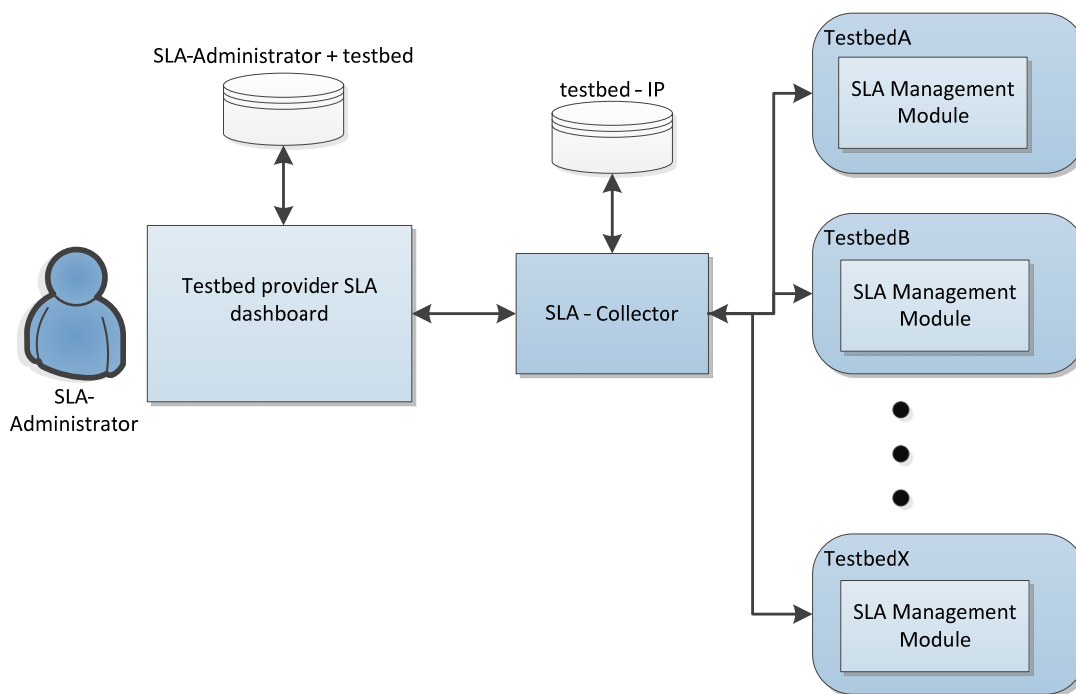 SLA-Administrator + testbed
testbed - IP
TestbedA
SLA Management
Module
TestbedB
SLA Management
Module
Testbed provider SLA
dashboard
SLA - Collector
SLA-
Administrator
TestbedX
SLA Management
Module